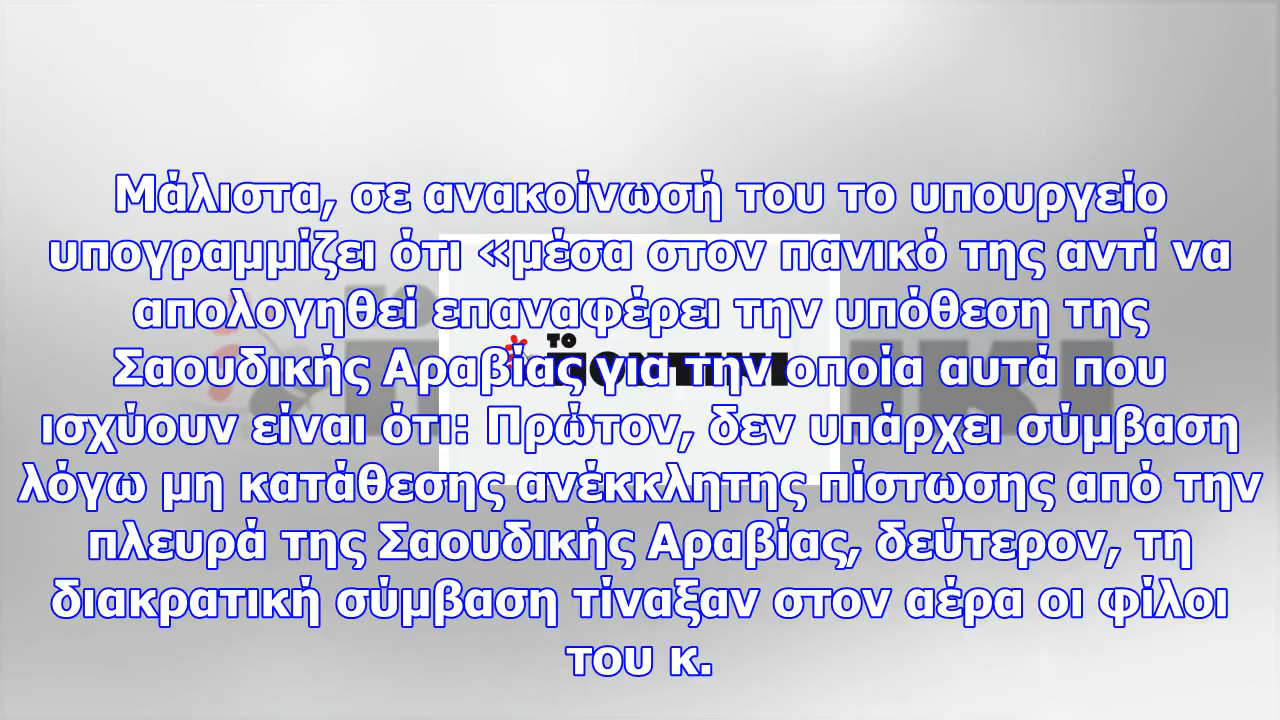 Μάλιστα, σε ανακοίνωσή του το υπουργείο
υπογραμμίζει ότι «μέσα στον πανικό της αντί να
απολογηθεί επαναφέρει την υπόθεση της
ΤΟ
Σαουδικής Αραβίας για την οποία αυτά που
ισχύουν είναι ότι: Πρώτον, δεν υπάρχει σύμβαση
λόγω μη κατάθεσης ανέκκλητης πίστωσης από την
πλευρά της Σαουδικής Αραβίας, δεύτερον, τη
διακρατική σύμβαση τίναξαν στον αέρα οι φίλοι
του κ.